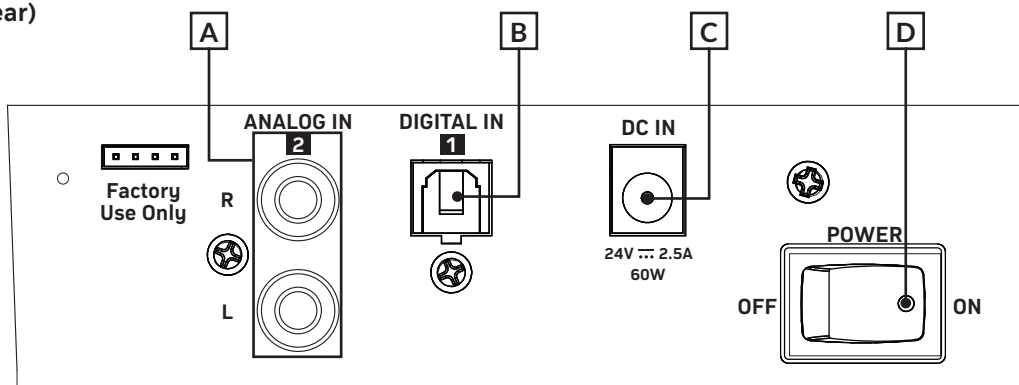 ear)
A
B
C
D
ANALOG IN
2
DIGITAL IN
1
DC IN
Factory
Use Only
R
L
24V ⎓ 2.5A
60W
POWER
OFF
ON